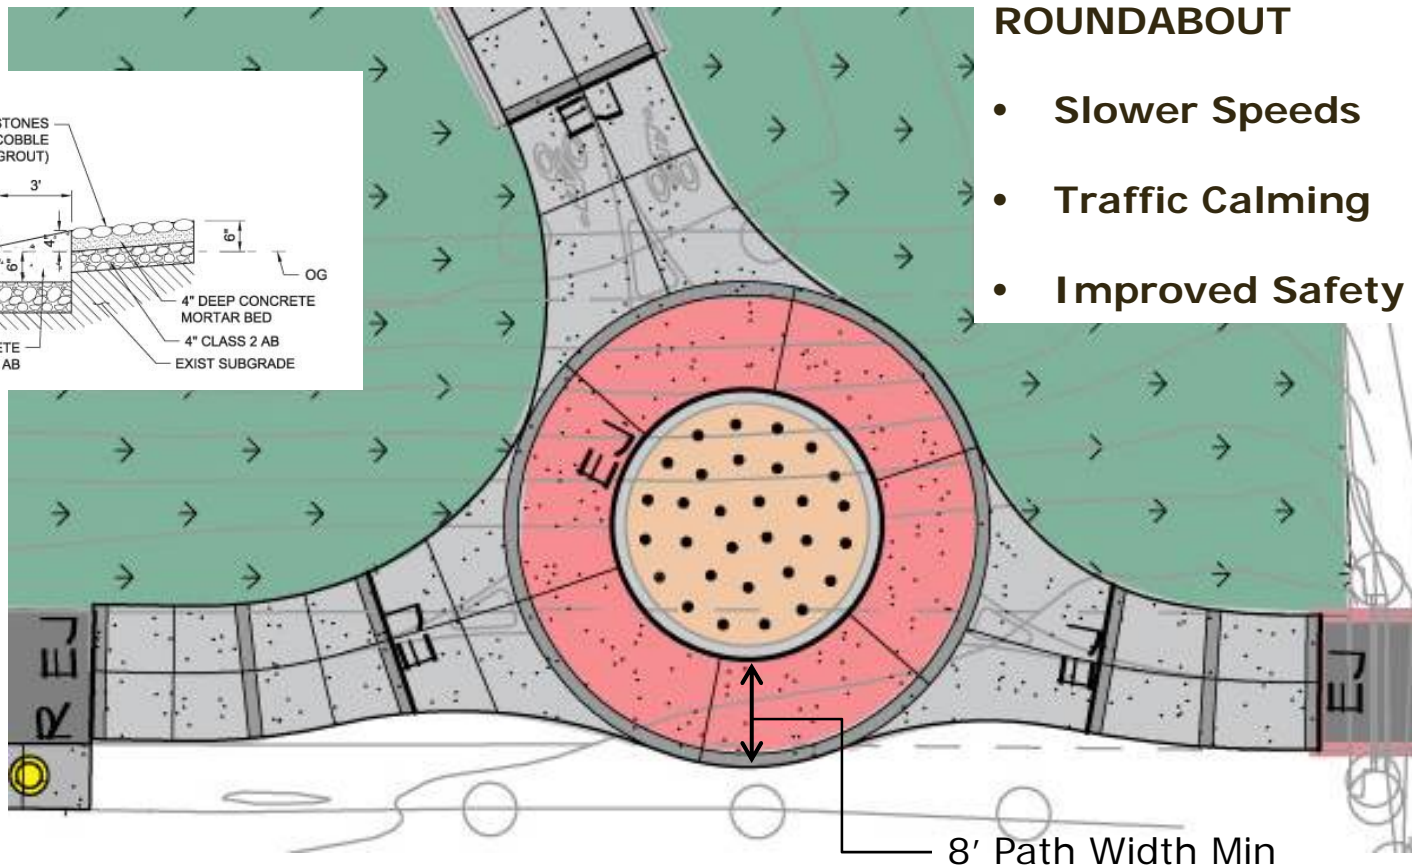 ROUNDABOUT
• Slower Speeds
• Traffic Calming
• Improved Safety
STONES
COBBLE
GROUT)
3'
4"
6"
6"
OG
4" DEEP CONCRETE
MORTAR BED
4" CLASS 2 AB
EXIST SUBGRADE
AB
EJ
EJ
EJ
EJ
R EJ
EJ
8' Path Width Min